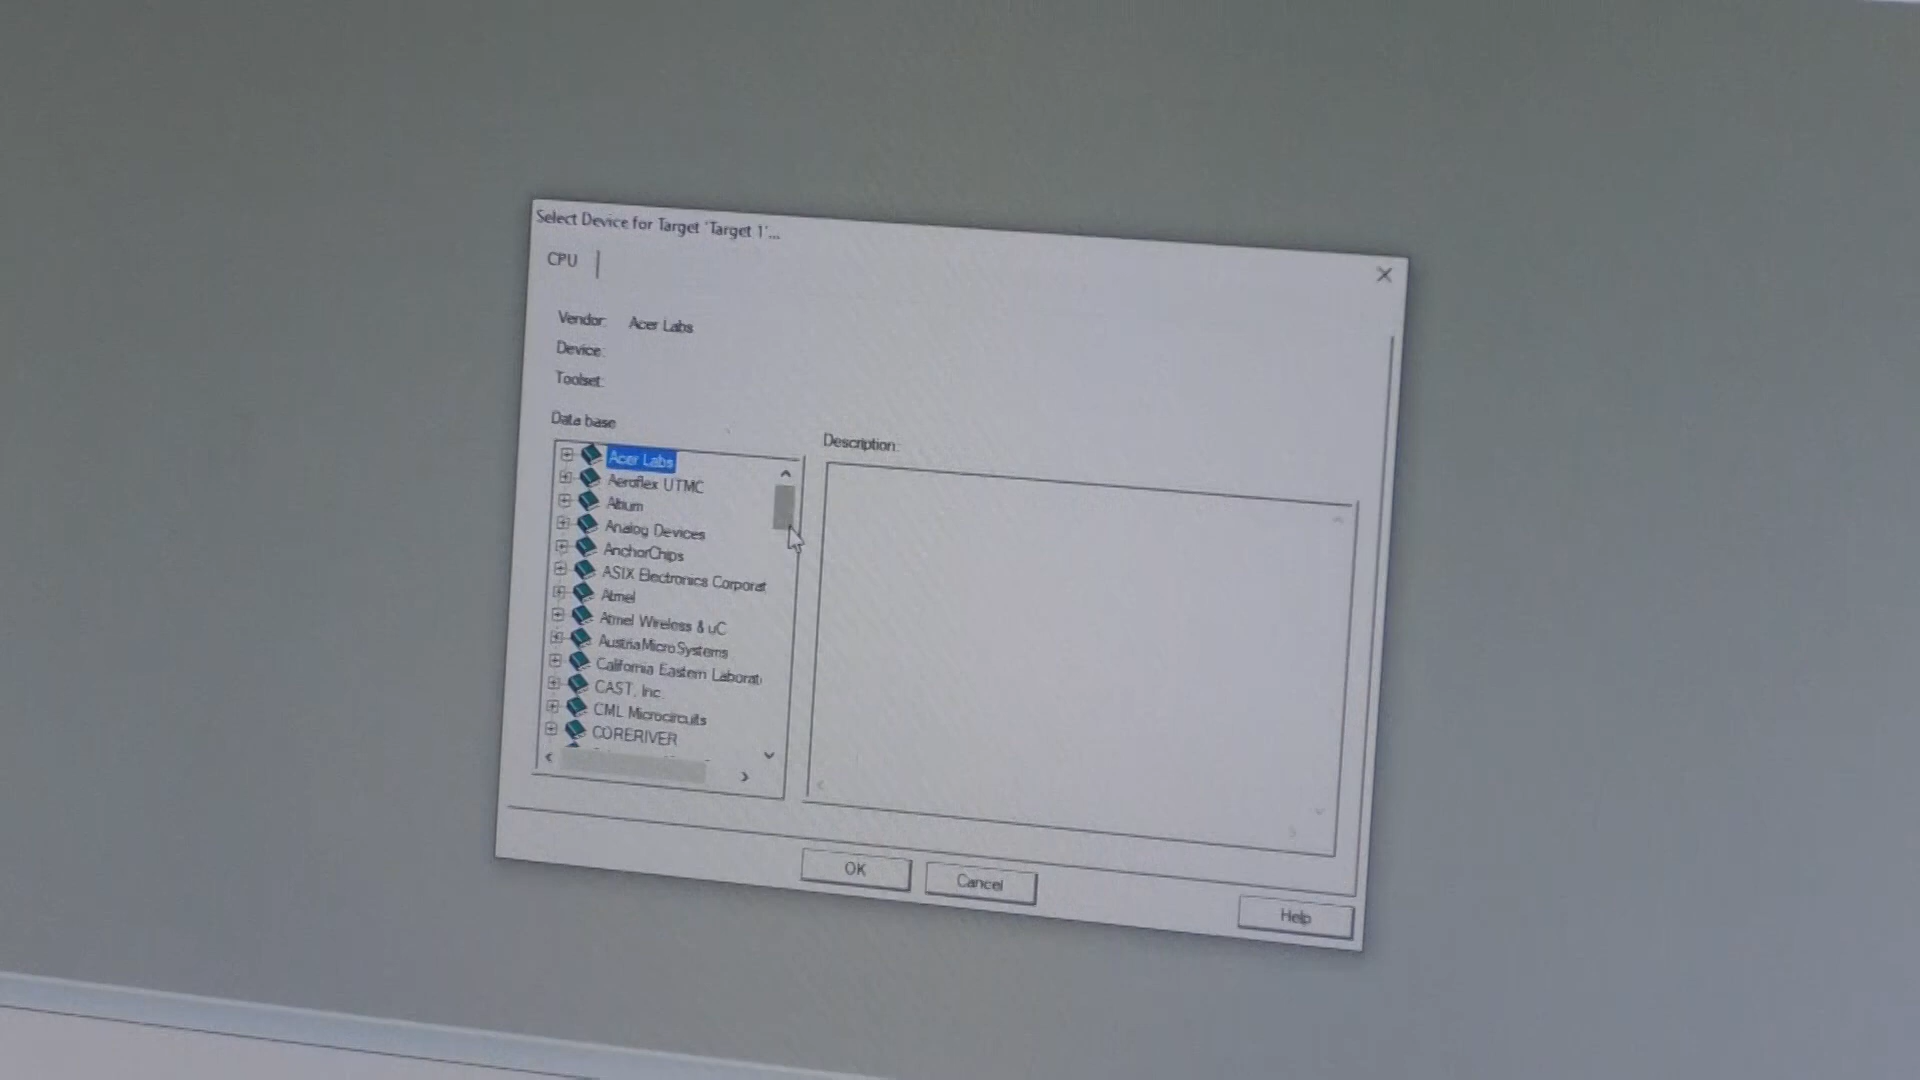 Select Device for Target 'Target 1'...
CPU
Vendor: Acer Labs
Device:
Toolset:
Data base
Description:
Acer Labs
Aeroflex UTMC
Altium
Analog Devices
AnchorChips
ASIX Electronics Corporat
Atmel
Atmel Wireless & uC
AustriaMicroSystems
California Eastern Laborat
CAST, Inc.
CML Microcircuits
CORERIVER
OK
Cancel
Help